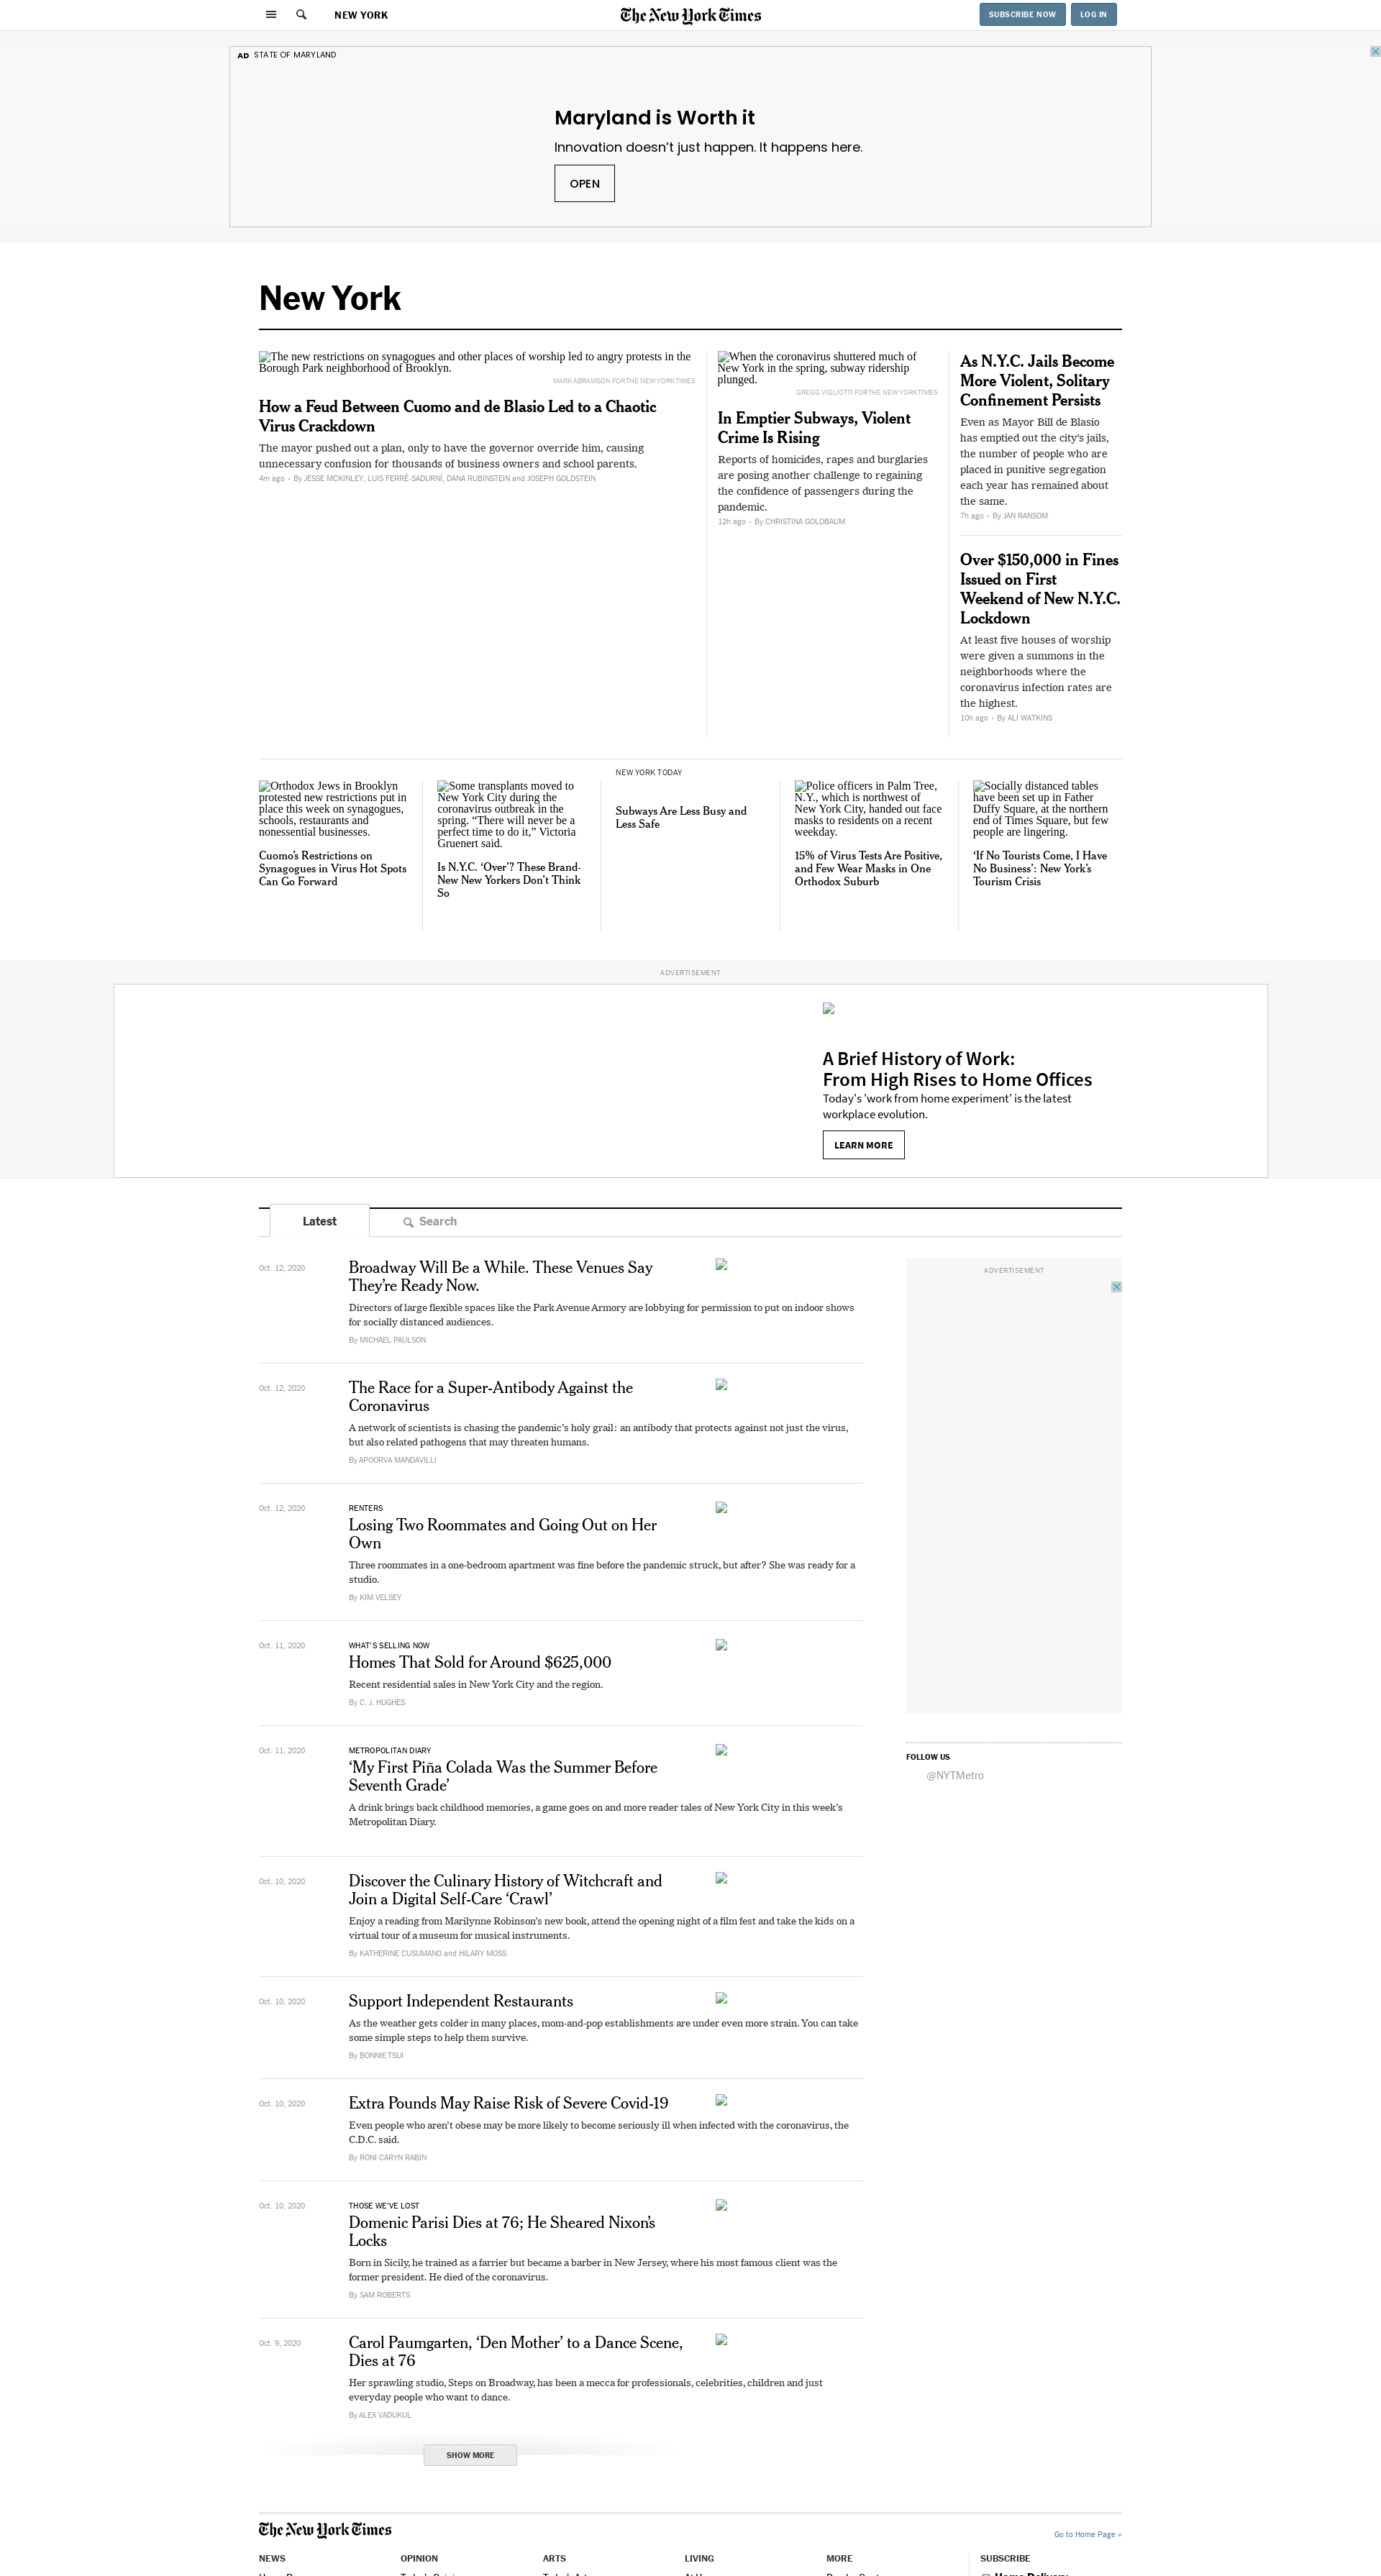 NEW YORK
The New York Times
SUBSCRIBE NOW
LOG IN
AD STATE OF MARYLAND
Maryland is Worth it
Innovation doesn’t just happen. It happens here.
OPEN
New York
The new restrictions on synagogues and other places of worship led to angry protests in the
Borough Park neighborhood of Brooklyn.
MARK ABRAMSON FOR THE NEW YORK TIMES
How a Feud Between Cuomo and de Blasio Led to a Chaotic
Virus Crackdown
The mayor pushed out a plan, only to have the governor override him, causing
unnecessary confusion for thousands of business owners and school parents.
4m ago • By JESSE MCKINLEY, LUIS FERRÉ-SADURNÍ, DANA RUBINSTEIN and JOSEPH GOLDSTEIN
When the coronavirus shuttered much of
New York in the spring, subway ridership
plunged.
GREGG VIGLIOTTI FOR THE NEW YORK TIMES
In Emptier Subways, Violent
Crime Is Rising
Reports of homicides, rapes and burglaries
are posing another challenge to regaining
the confidence of passengers during the
pandemic.
12h ago • By CHRISTINA GOLDBAUM
As N.Y.C. Jails Become
More Violent, Solitary
Confinement Persists
Even as Mayor Bill de Blasio
has emptied out the city’s jails,
the number of people who are
placed in punitive segregation
each year has remained about
the same.
7h ago • By JAN RANSOM
Over $150,000 in Fines
Issued on First
Weekend of New N.Y.C.
Lockdown
At least five houses of worship
were given a summons in the
neighborhoods where the
coronavirus infection rates are
the highest.
10h ago • By ALI WATKINS
Orthodox Jews in Brooklyn
protested new restrictions put in
place this week on synagogues,
schools, restaurants and
nonessential businesses.
Cuomo’s Restrictions on
Synagogues in Virus Hot Spots
Can Go Forward
Some transplants moved to
New York City during the
coronavirus outbreak in the
spring. “There will never be a
perfect time to do it,” Victoria
Gruenert said.
Is N.Y.C. ‘Over’? These Brand-
New New Yorkers Don’t Think
So
NEW YORK TODAY
Subways Are Less Busy and
Less Safe
Police officers in Palm Tree,
N.Y., which is northwest of
New York City, handed out face
masks to residents on a recent
weekday.
15% of Virus Tests Are Positive,
and Few Wear Masks in One
Orthodox Suburb
Socially distanced tables
have been set up in Father
Duffy Square, at the northern
end of Times Square, but few
people are lingering.
‘If No Tourists Come, I Have
No Business’: New York’s
Tourism Crisis
ADVERTISEMENT
A Brief History of Work:
From High Rises to Home Offices
Today's 'work from home experiment' is the latest
workplace evolution.
LEARN MORE
Latest
Search
Oct. 12, 2020
Broadway Will Be a While. These Venues Say
They’re Ready Now.
Directors of large flexible spaces like the Park Avenue Armory are lobbying for permission to put on indoor shows
for socially distanced audiences.
By MICHAEL PAULSON
Oct. 12, 2020
The Race for a Super-Antibody Against the
Coronavirus
A network of scientists is chasing the pandemic’s holy grail: an antibody that protects against not just the virus,
but also related pathogens that may threaten humans.
By APOORVA MANDAVILLI
Oct. 12, 2020
RENTERS
Losing Two Roommates and Going Out on Her
Own
Three roommates in a one-bedroom apartment was fine before the pandemic struck, but after? She was ready for a
studio.
By KIM VELSEY
Oct. 11, 2020
WHAT’S SELLING NOW
Homes That Sold for Around $625,000
Recent residential sales in New York City and the region.
By C. J. HUGHES
Oct. 11, 2020
METROPOLITAN DIARY
‘My First Piña Colada Was the Summer Before
Seventh Grade’
A drink brings back childhood memories, a game goes on and more reader tales of New York City in this week’s
Metropolitan Diary.
Oct. 10, 2020
Discover the Culinary History of Witchcraft and
Join a Digital Self-Care ‘Crawl’
Enjoy a reading from Marilynne Robinson’s new book, attend the opening night of a film fest and take the kids on a
virtual tour of a museum for musical instruments.
By KATHERINE CUSUMANO and HILARY MOSS
Oct. 10, 2020
Support Independent Restaurants
As the weather gets colder in many places, mom-and-pop establishments are under even more strain. You can take
some simple steps to help them survive.
By BONNIE TSUI
Oct. 10, 2020
Extra Pounds May Raise Risk of Severe Covid-19
Even people who aren’t obese may be more likely to become seriously ill when infected with the coronavirus, the
C.D.C. said.
By RONI CARYN RABIN
Oct. 10, 2020
THOSE WE’VE LOST
Domenic Parisi Dies at 76; He Sheared Nixon’s
Locks
Born in Sicily, he trained as a farrier but became a barber in New Jersey, where his most famous client was the
former president. He died of the coronavirus.
By SAM ROBERTS
Oct. 9, 2020
Carol Paumgarten, ‘Den Mother’ to a Dance Scene,
Dies at 76
Her sprawling studio, Steps on Broadway, has been a mecca for professionals, celebrities, children and just
everyday people who want to dance.
By ALEX VADUKUL
SHOW MORE
ADVERTISEMENT
FOLLOW US
@NYTMetro
The New York Times
Go to Home Page »
NEWS
OPINION
ARTS
LIVING
MORE
SUBSCRIBE